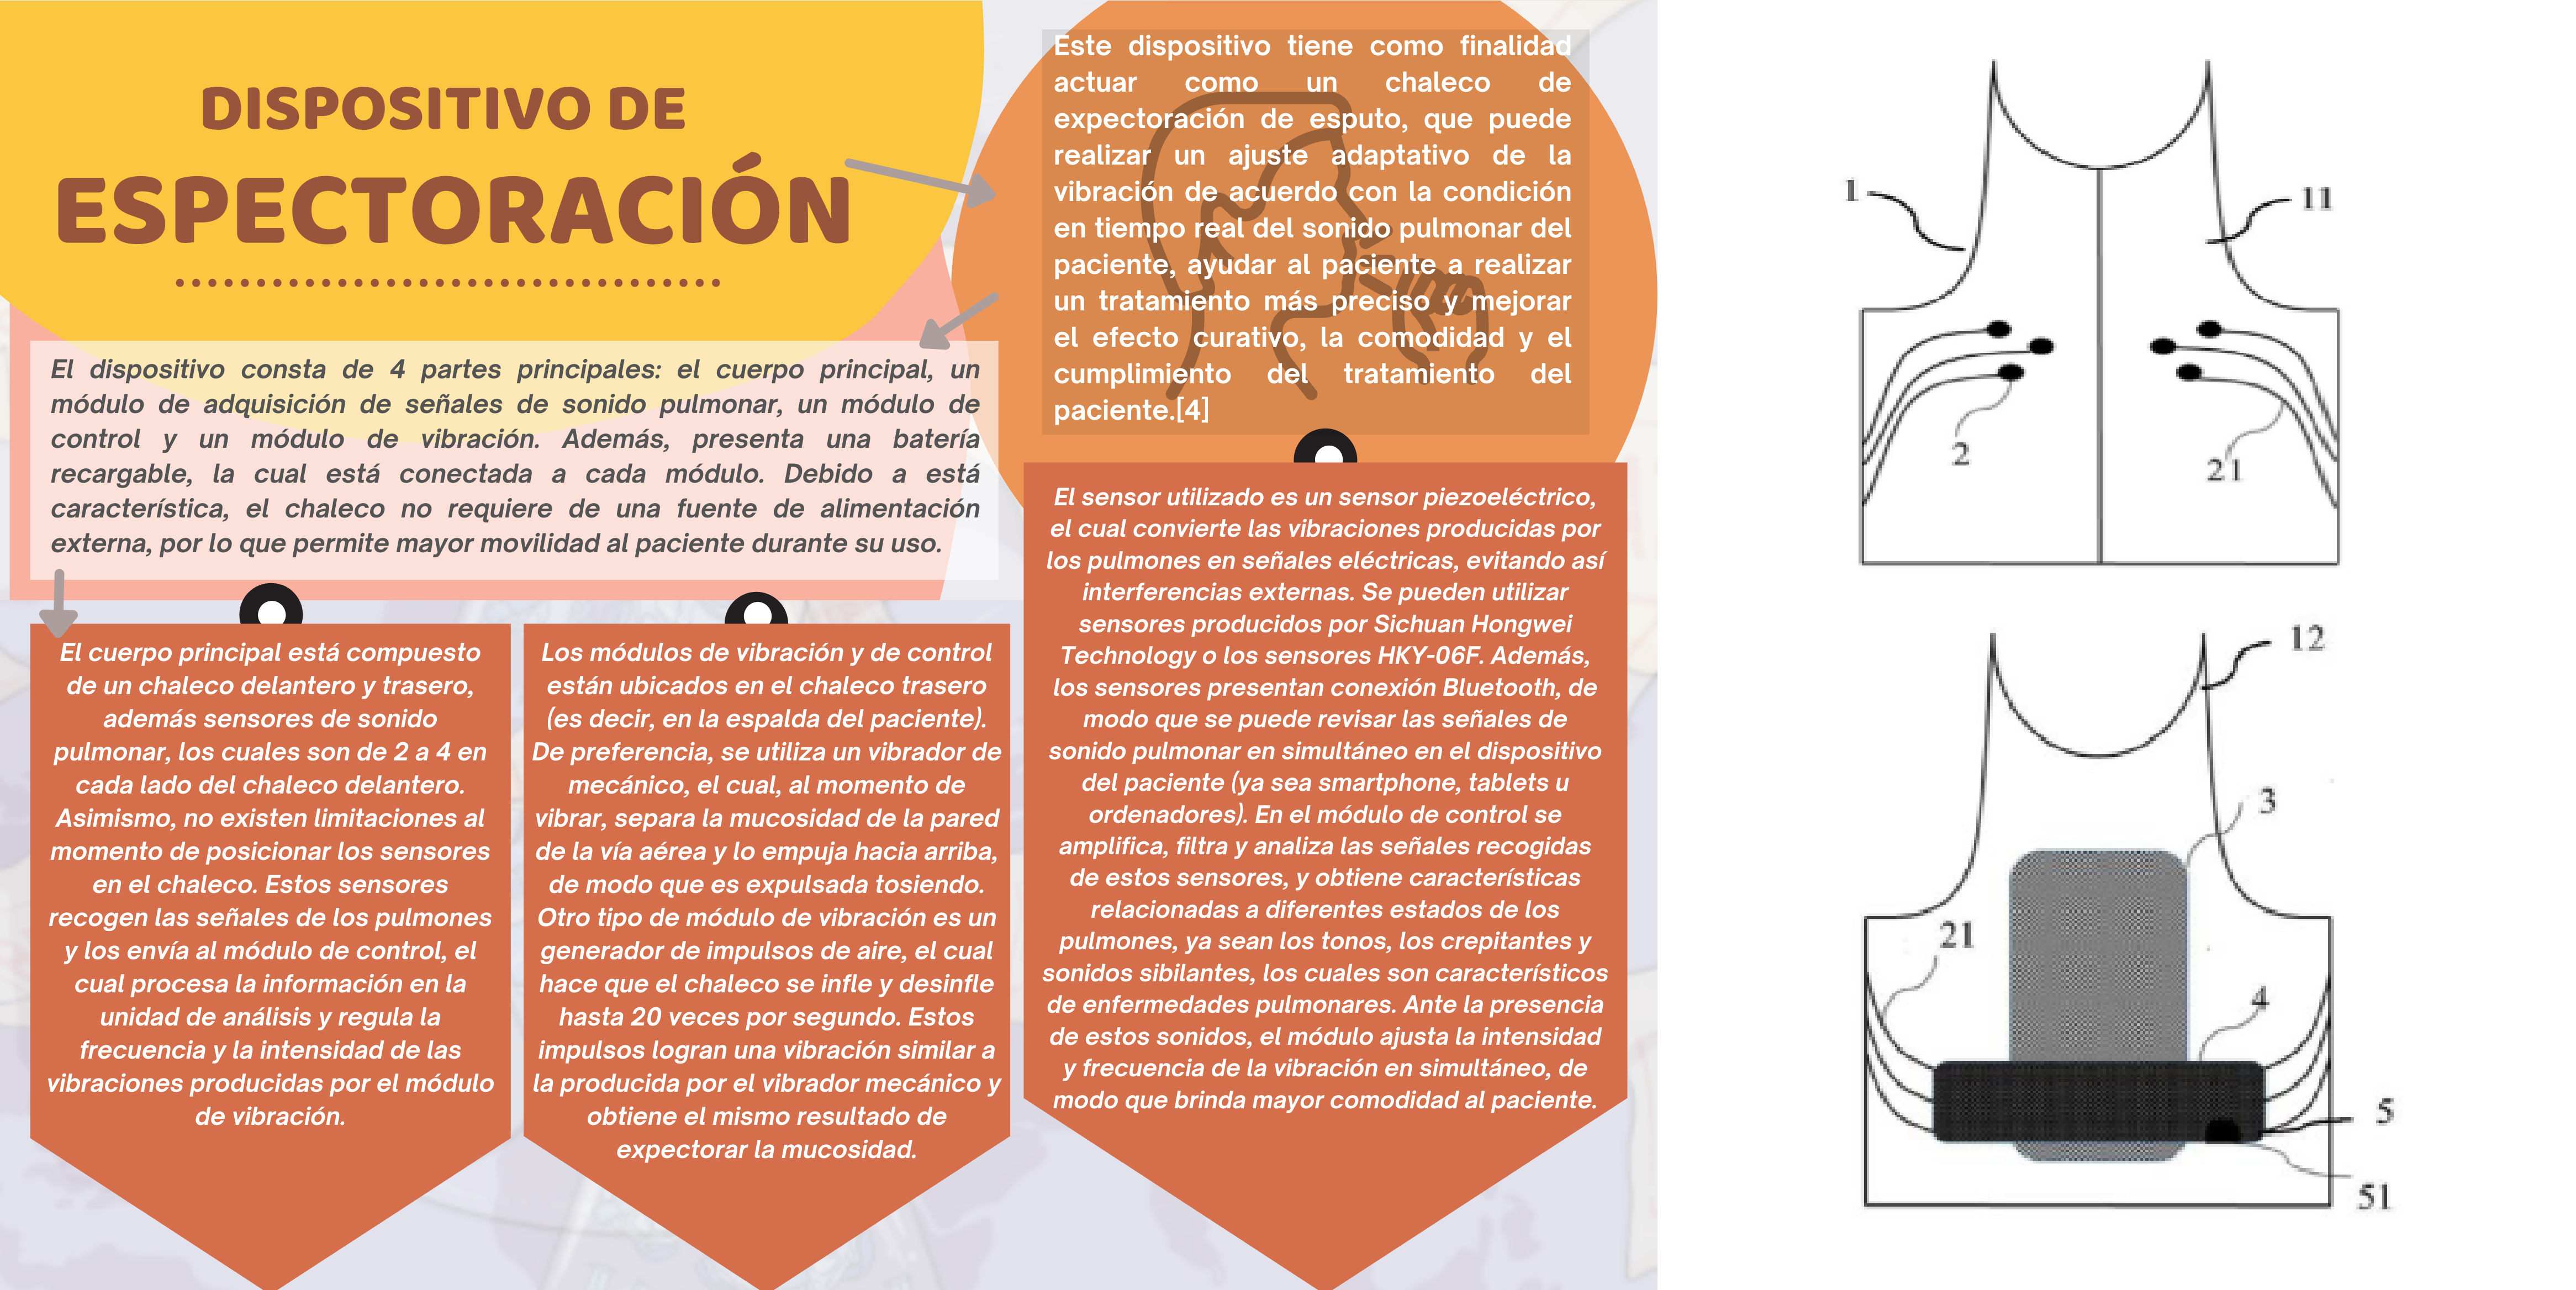 DISPOSITIVO DE
ESPECTORACIÓN
Este dispositivo tiene como finalidad
actuar como un chaleco de
expectoración de esputo, que puede
realizar un ajuste adaptativo de la
vibración de acuerdo con la condición
en tiempo real del sonido pulmonar del
paciente, ayudar al paciente a realizar
un tratamiento más preciso y mejorar
el efecto curativo, la comodidad y el
cumplimiento del tratamiento del
paciente.[4]
El dispositivo consta de 4 partes principales: el cuerpo principal, un
módulo de adquisición de señales de sonido pulmonar, un módulo de
control y un módulo de vibración. Además, presenta una batería
recargable, la cual está conectada a cada módulo. Debido a está
característica, el chaleco no requiere de una fuente de alimentación
externa, por lo que permite mayor movilidad al paciente durante su uso.
El cuerpo principal está compuesto
de un chaleco delantero y trasero,
además sensores de sonido
pulmonar, los cuales son de 2 a 4 en
cada lado del chaleco delantero.
Asimismo, no existen limitaciones al
momento de posicionar los sensores
en el chaleco. Estos sensores
recogen las señales de los pulmones
y los envía al módulo de control, el
cual procesa la información en la
unidad de análisis y regula la
frecuencia y la intensidad de las
vibraciones producidas por el módulo
de vibración.
Los módulos de vibración y de control
están ubicados en el chaleco trasero
(es decir, en la espalda del paciente).
De preferencia, se utiliza un vibrador de
mecánico, el cual, al momento de
vibrar, separa la mucosidad de la pared
de la vía aérea y lo empuja hacia arriba,
de modo que es expulsada tosiendo.
Otro tipo de módulo de vibración es un
generador de impulsos de aire, el cual
hace que el chaleco se infle y desinfle
hasta 20 veces por segundo. Estos
impulsos logran una vibración similar a
la producida por el vibrador mecánico y
obtiene el mismo resultado de
expectorar la mucosidad.
El sensor utilizado es un sensor piezoeléctrico,
el cual convierte las vibraciones producidas por
los pulmones en señales eléctricas, evitando así
interferencias externas. Se pueden utilizar
sensores producidos por Sichuan Hongwei
Technology o los sensores HKY-06F. Además,
los sensores presentan conexión Bluetooth, de
modo que se puede revisar las señales de
sonido pulmonar en simultáneo en el dispositivo
del paciente (ya sea smartphone, tablets u
ordenadores). En el módulo de control se
amplifica, filtra y analiza las señales recogidas
de estos sensores, y obtiene características
relacionadas a diferentes estados de los
pulmones, ya sean los tonos, los crepitantes y
sonidos sibilantes, los cuales son característicos
de enfermedades pulmonares. Ante la presencia
de estos sonidos, el módulo ajusta la intensidad
y frecuencia de la vibración en simultáneo, de
modo que brinda mayor comodidad al paciente.
1
11
2
21
12
3
21
4
5
51